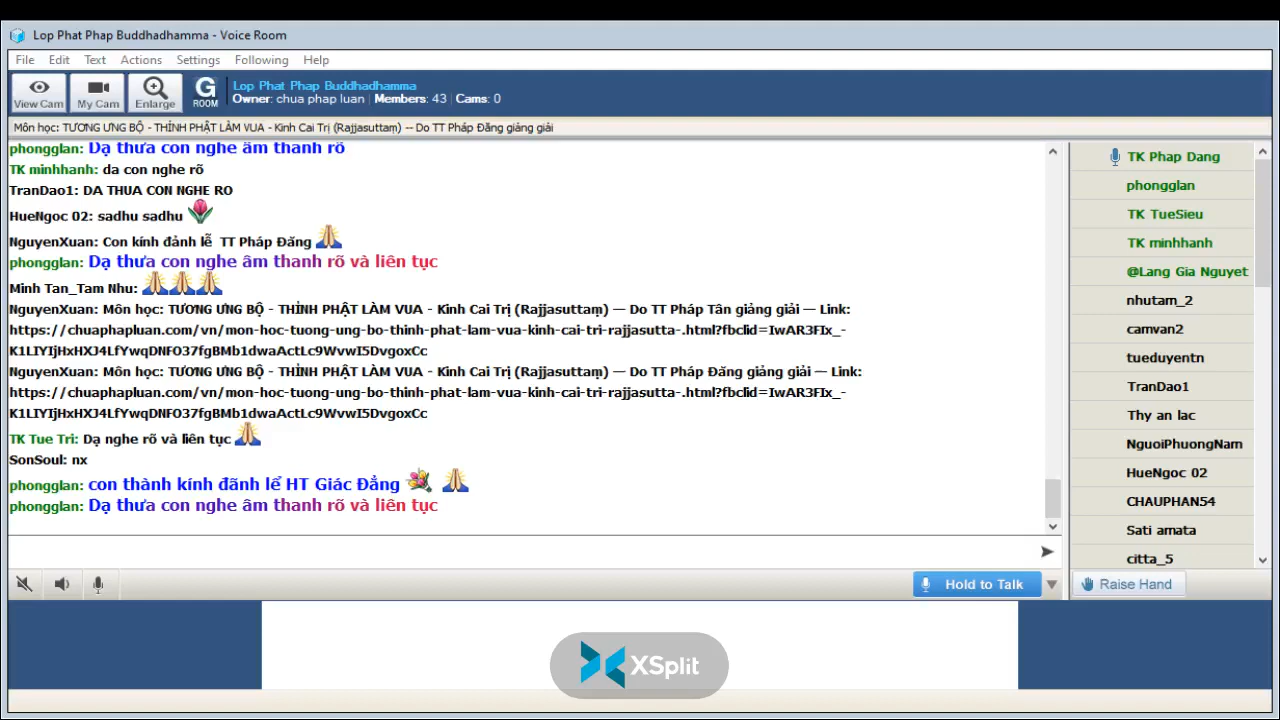 Lop Phat Phap Buddhadhamma - Voice Room
File Edit Text Actions Settings Following Help
View Cam My Cam Enlarge G ROOM
Lop Phat Phap Buddhadhamma
Owner: chua phap luan | Members: 43 | Cams: 0
Môn học: TƯƠNG ƯNG BỘ - THỈNH PHẬT LÀM VUA - Kinh Cai Trị (Rajjasuttaṃ) -- Do TT Pháp Đăng giảng giải
phongglan: Dạ thưa con nghe âm thanh rõ
TK minhhanh: da con nghe rõ
TranDao1: DA THUA CON NGHE RO
HueNgoc 02: sadhu sadhu
NguyenXuan: Con kính đảnh lễ TT Pháp Đăng
phongglan: Dạ thưa con nghe âm thanh rõ và liên tục
Minh Tan_Tam Nhu:
NguyenXuan: Môn học: TƯƠNG ƯNG BỘ - THỈNH PHẬT LÀM VUA - Kinh Cai Trị (Rajjasuttaṃ) — Do TT Pháp Tân giảng giải — Link:
https://chuaphapluan.com/vn/mon-hoc-tuong-ung-bo-thinh-phat-lam-vua-kinh-cai-tri-rajjasutta-.html?fbclid=IwAR3FIx_-
K1LIYIjHxHXJ4LfYwqDNFO37fgBMb1dwaActLc9WvwI5DvgoxCc
NguyenXuan: Môn học: TƯƠNG ƯNG BỘ - THỈNH PHẬT LÀM VUA - Kinh Cai Trị (Rajjasuttaṃ) — Do TT Pháp Đăng giảng giải — Link:
https://chuaphapluan.com/vn/mon-hoc-tuong-ung-bo-thinh-phat-lam-vua-kinh-cai-tri-rajjasutta-.html?fbclid=IwAR3FIx_-
K1LIYIjHxHXJ4LfYwqDNFO37fgBMb1dwaActLc9WvwI5DvgoxCc
TK Tue Tri: Dạ nghe rõ và liên tục
SonSoul: nx
phongglan: con thành kính đãnh lể HT Giác Đẳng
phongglan: Dạ thưa con nghe âm thanh rõ và liên tục
TK Phap Dang
phongglan
TK TueSieu
TK minhhanh
@Lang Gia Nguyet
nhutam_2
camvan2
tueduyentn
TranDao1
Thy an lac
NguoiPhuongNam
HueNgoc 02
CHAUPHAN54
Sati amata
citta_5
Hold to Talk
Raise Hand
XSplit